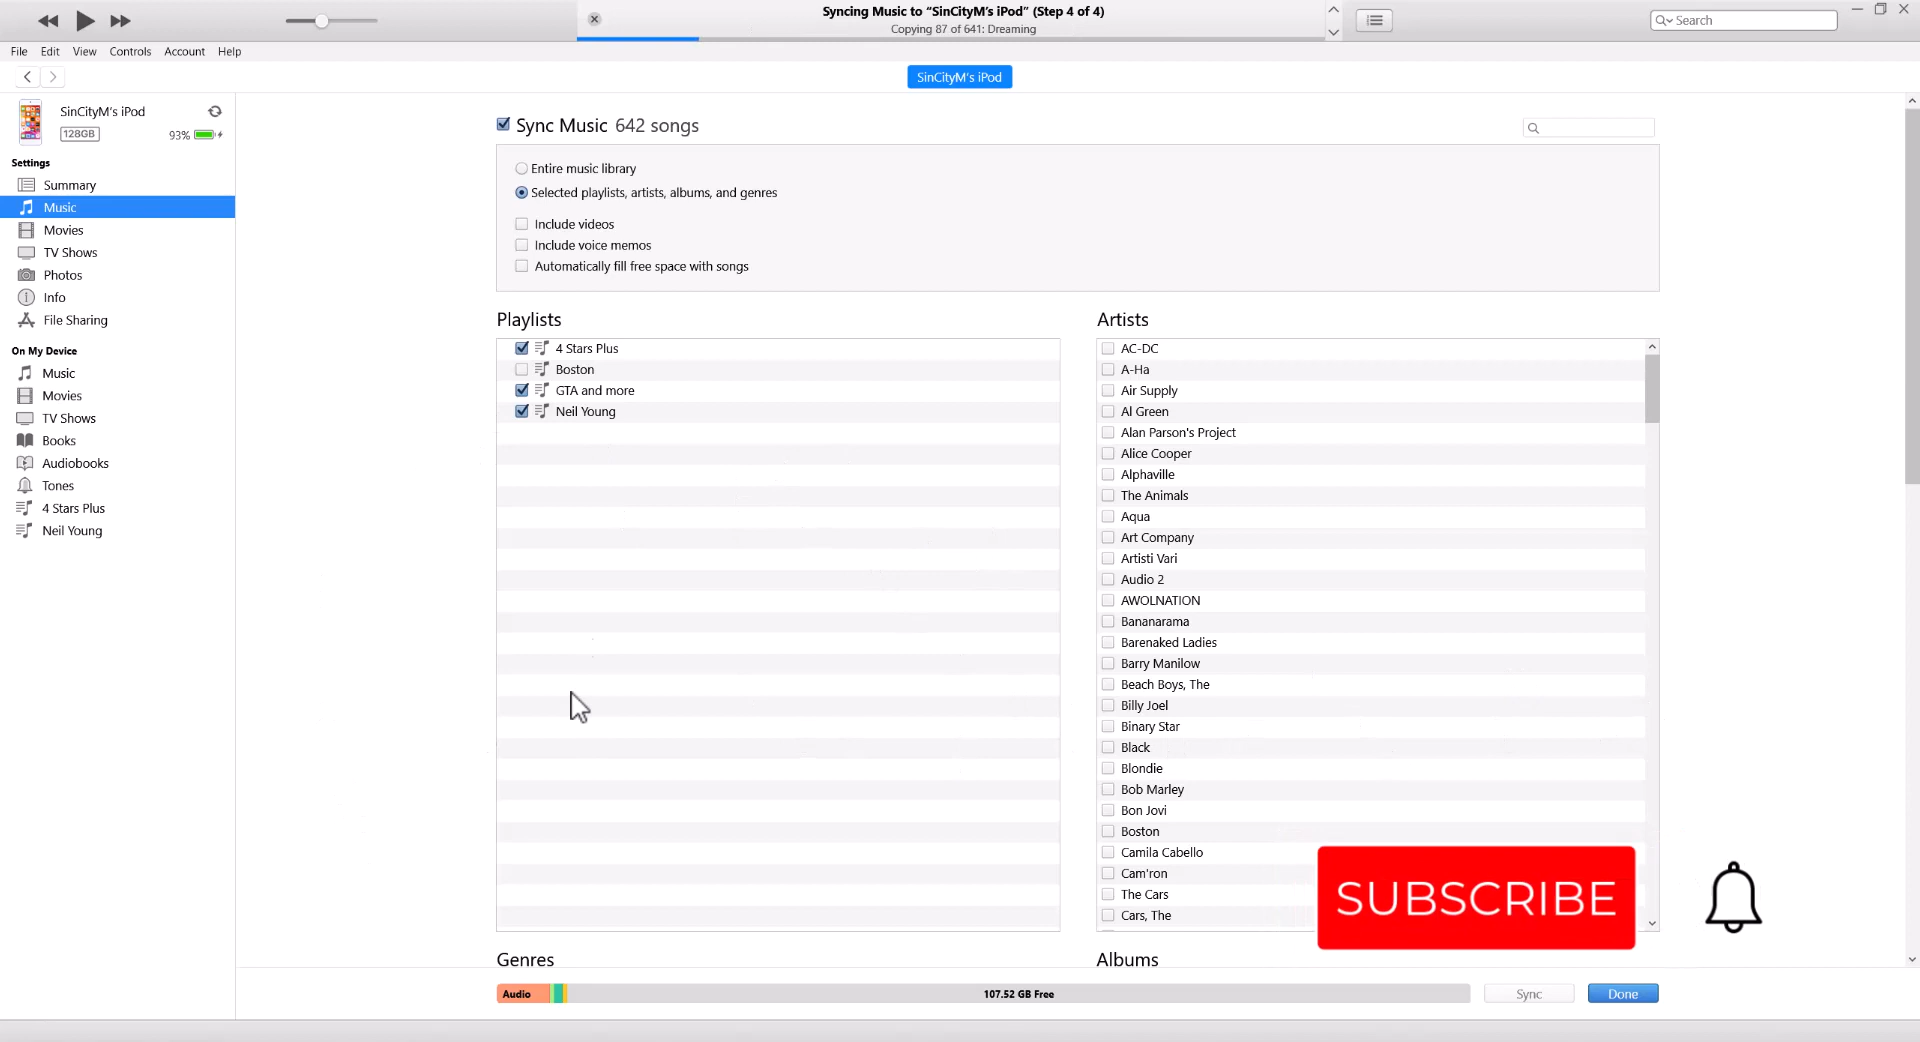 Syncing Music to “SinCityM’s iPod” (Step 4 of 4)
Copying 87 of 641: Dreaming
Search
File Edit View Controls Account Help
SinCityM’s iPod
SinCityM’s iPod
128GB 93%
Settings
Summary
Music
Movies
TV Shows
Photos
Info
File Sharing
On My Device
Music
Movies
TV Shows
Books
Audiobooks
Tones
4 Stars Plus
Neil Young
Sync Music 642 songs
Entire music library
Selected playlists, artists, albums, and genres
Include videos
Include voice memos
Automatically fill free space with songs
Playlists
4 Stars Plus
Boston
GTA and more
Neil Young
Artists
AC-DC
A-Ha
Air Supply
Al Green
Alan Parson's Project
Alice Cooper
Alphaville
The Animals
Aqua
Art Company
Artisti Vari
Audio 2
AWOLNATION
Bananarama
Barenaked Ladies
Barry Manilow
Beach Boys, The
Billy Joel
Binary Star
Black
Blondie
Bob Marley
Bon Jovi
Boston
Camila Cabello
Cam'ron
The Cars
Cars, The
SUBSCRIBE
Genres
Albums
Audio
107.52 GB Free
Sync
Done